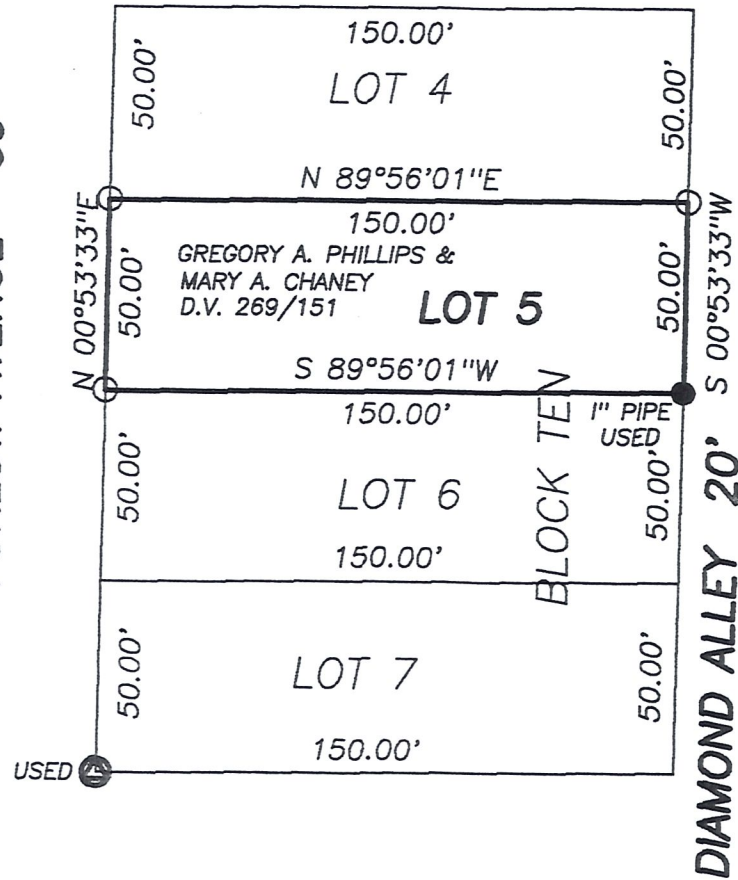 150.00'
50.00'
LOT 4
50.00'
N 89°56'01"E
150.00'
N 00°53'33"E
50.00'
GREGORY A. PHILLIPS &
MARY A. CHANEY
D.V. 269/151
LOT 5
50.00'
S 00°53'33"W
S 89°56'01"W
150.00'
1" PIPE
USED
BLOCK TEN
50.00'
LOT 6
50.00'
150.00'
DIAMOND ALLEY 20'
50.00'
LOT 7
50.00'
150.00'
USED